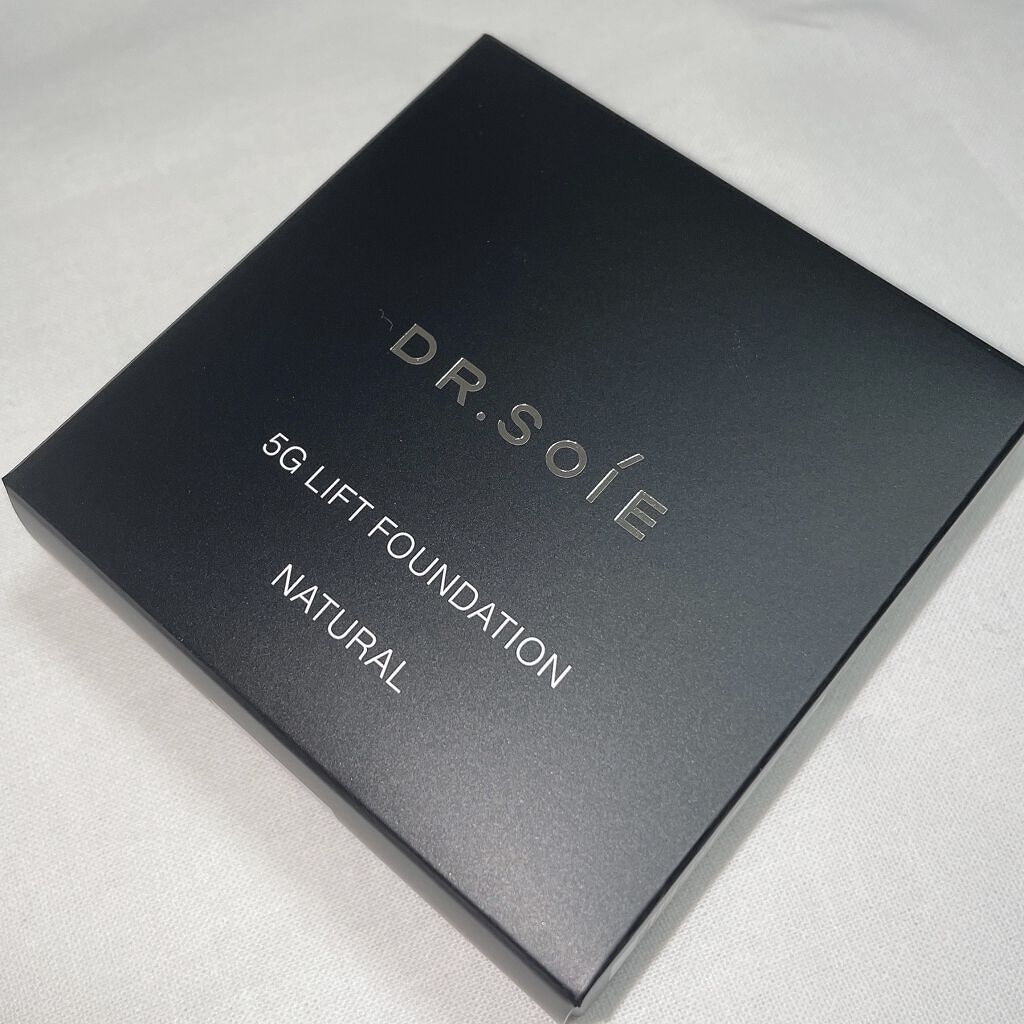 DR.SOÍE
5G LIFT FOUNDATION
NATURAL